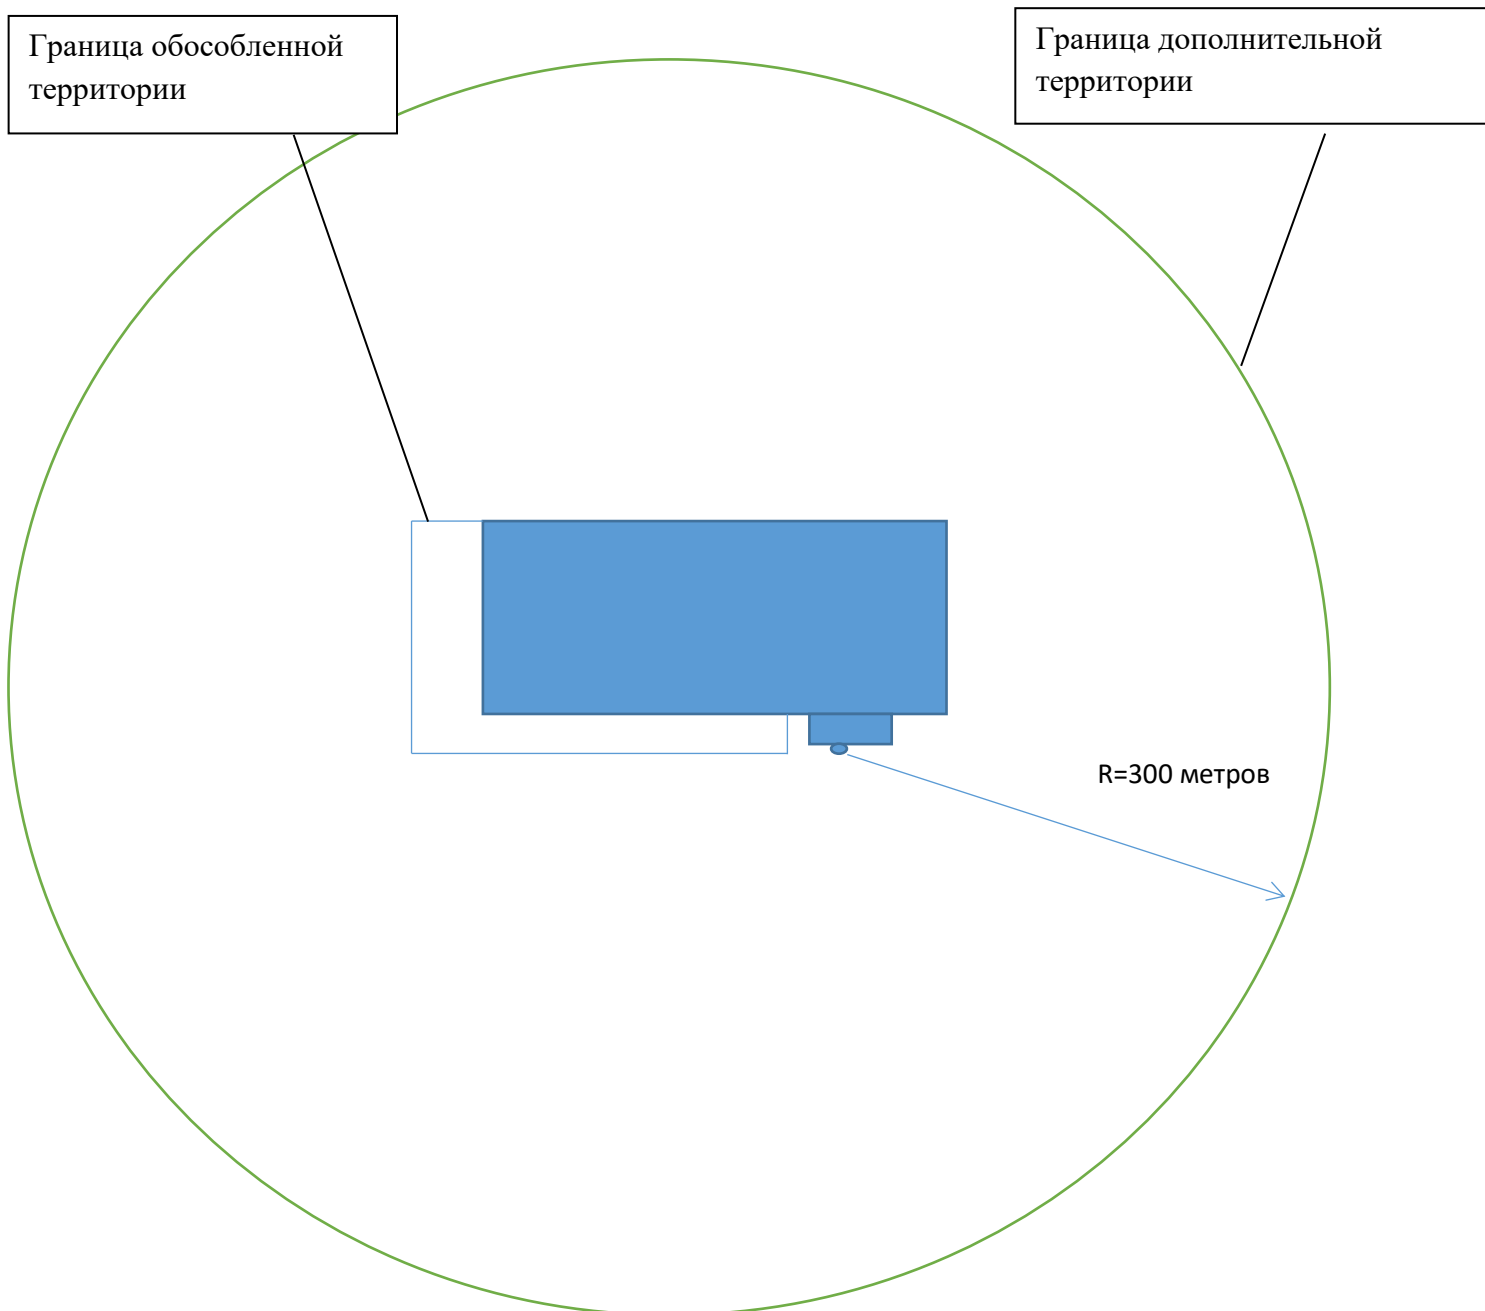 Граница обособленной
территории
Граница дополнительной
территории
R=300 метров